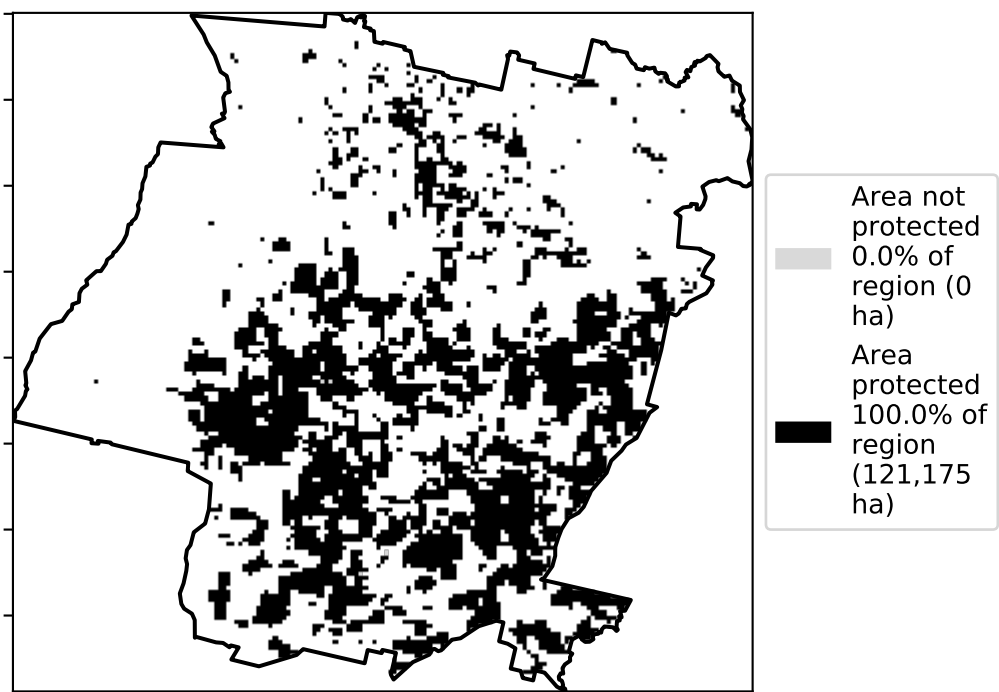 Area not
protected
0.0% of
region (0
ha)
Area
protected
100.0% of
region
(121,175
ha)